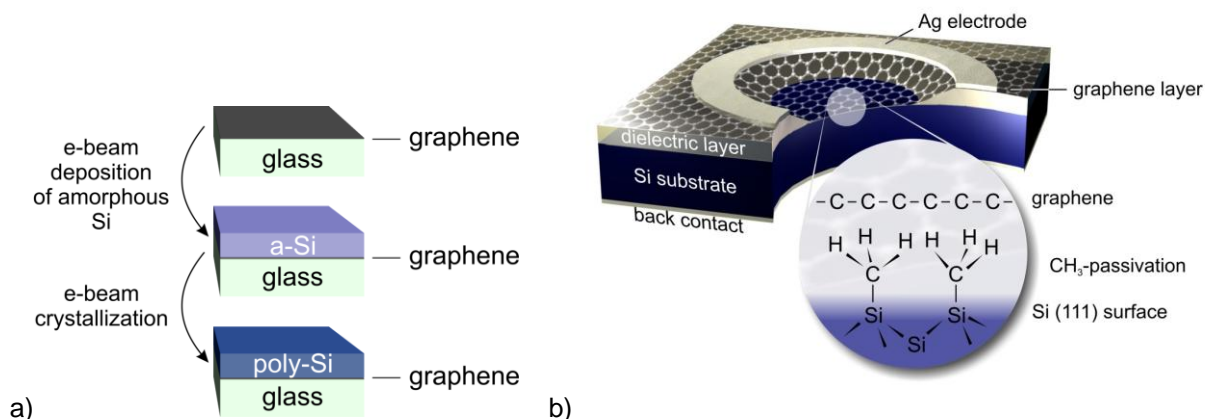 e-beam
deposition
of amorphous
Si
graphene
glass
a-Si
graphene
glass
e-beam
crystallization
poly-Si
graphene
glass
a)
Ag electrode
graphene layer
dielectric layer
Si substrate
back contact
-C-C-C-C-C-C-
graphene
H H H H H H
CH₃-passivation
C C
Si (111) surface
Si Si
Si
b)